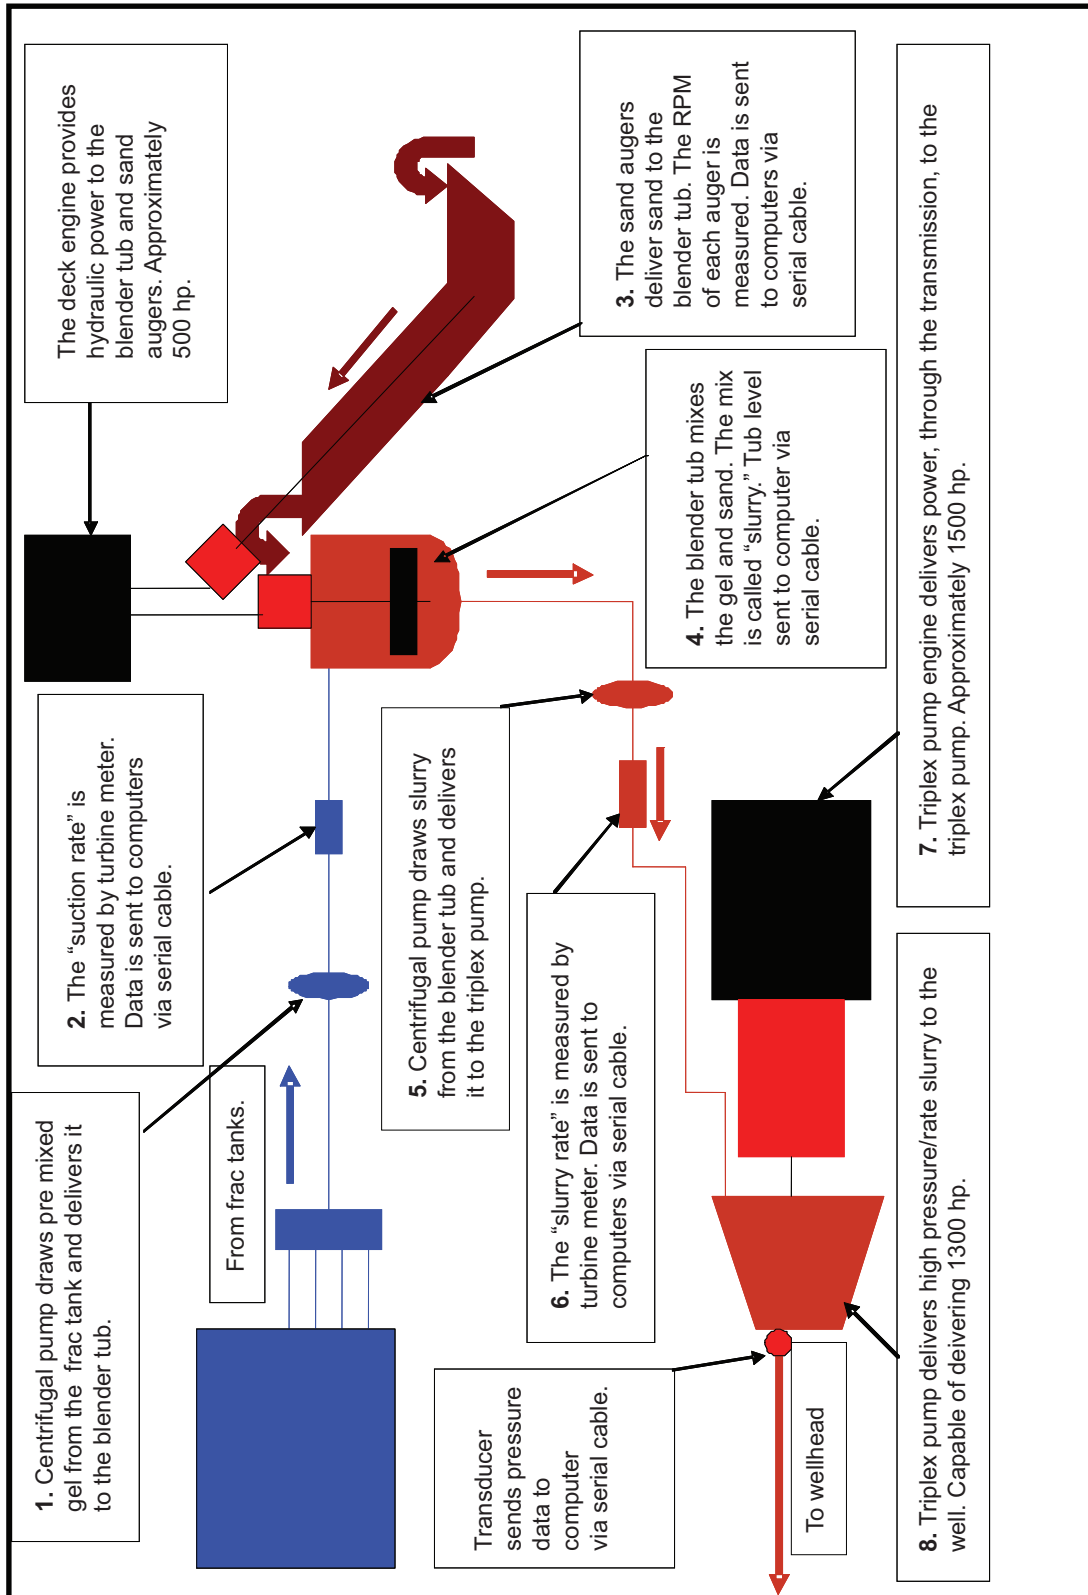 1. Centrifugal pump draws pre mixed
gel from the frac tank and delivers it
to the blender tub.
2. The “suction rate” is
measured by turbine meter.
Data is sent to computers
via serial cable.
The deck engine provides
hydraulic power to the
blender tub and sand
augers. Approximately
500 hp.
From frac tanks.
3. The sand augers
deliver sand to the
blender tub. The RPM
of each auger is
measured. Data is sent
to computers via
serial cable.
5. Centrifugal pump draws slurry
from the blender tub and delivers
it to the triplex pump.
4. The blender tub mixes
the gel and sand. The mix
is called “slurry.” Tub level
sent to computer via
serial cable.
Transducer
sends pressure
data to
computer
via serial cable.
6. The “slurry rate” is measured by
turbine meter. Data is sent to
computers via serial cable.
To wellhead
8. Triplex pump delivers high pressure/rate slurry to the
well. Capable of deivering 1300 hp.
7. Triplex pump engine delivers power, through the transmission, to the
triplex pump. Approximately 1500 hp.